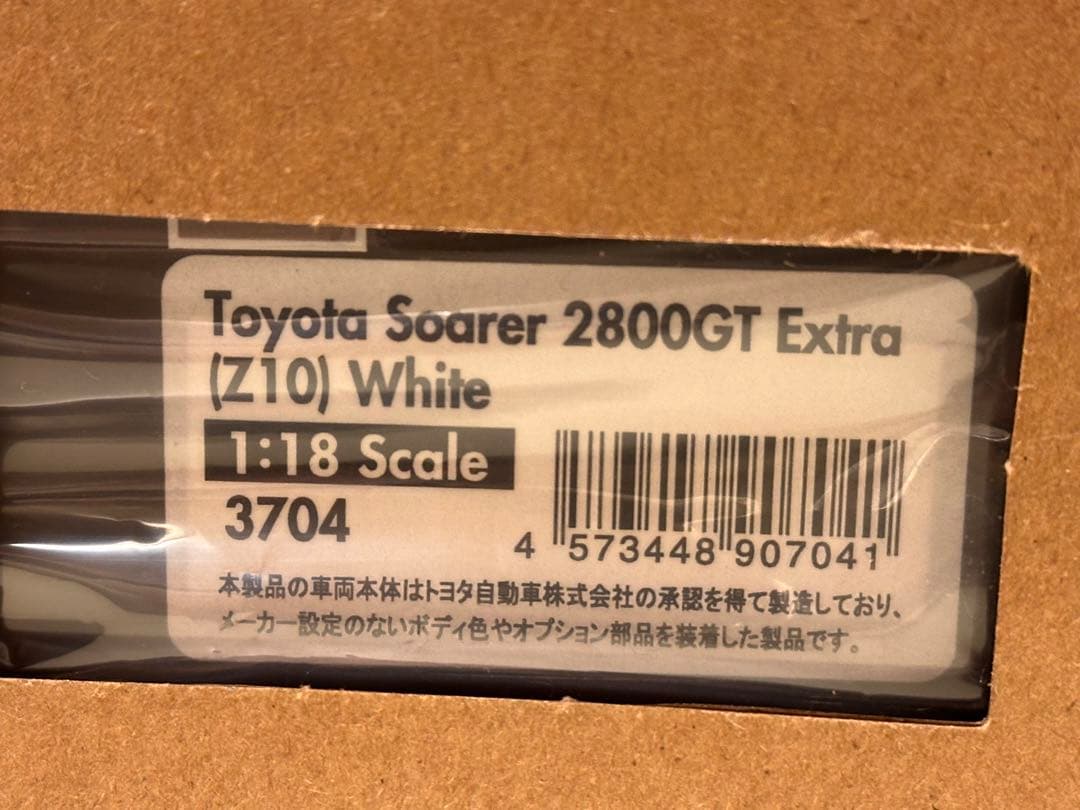 Toyota Soarer 2800GT Extra
(Z10) White
1:18 Scale
3704
4 573448 907041
本製品の車両本体はトヨタ自動車株式会社の承認を得て製造しており、
メーカー設定のないボディ色やオプション部品を装着した製品です。